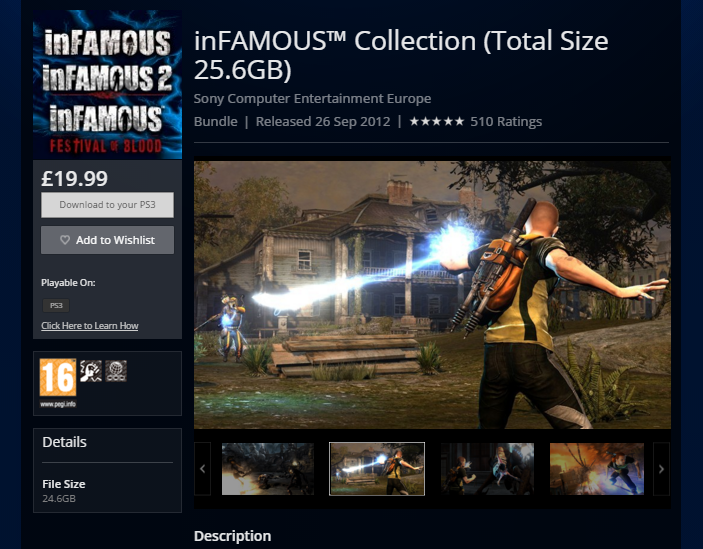 inFAMOUS
inFAMOUS 2
inFAMOUS
FESTIVAL OF BLOOD
£19.99
Download to your PS3
♡ Add to Wishlist
Playable On:
PS3
Click Here to Learn How
16
www.pegi.info
Details
File Size
24.6GB
inFAMOUS™ Collection (Total Size
25.6GB)
Sony Computer Entertainment Europe
Bundle | Released 26 Sep 2012 | ★★★★★ 510 Ratings
Description